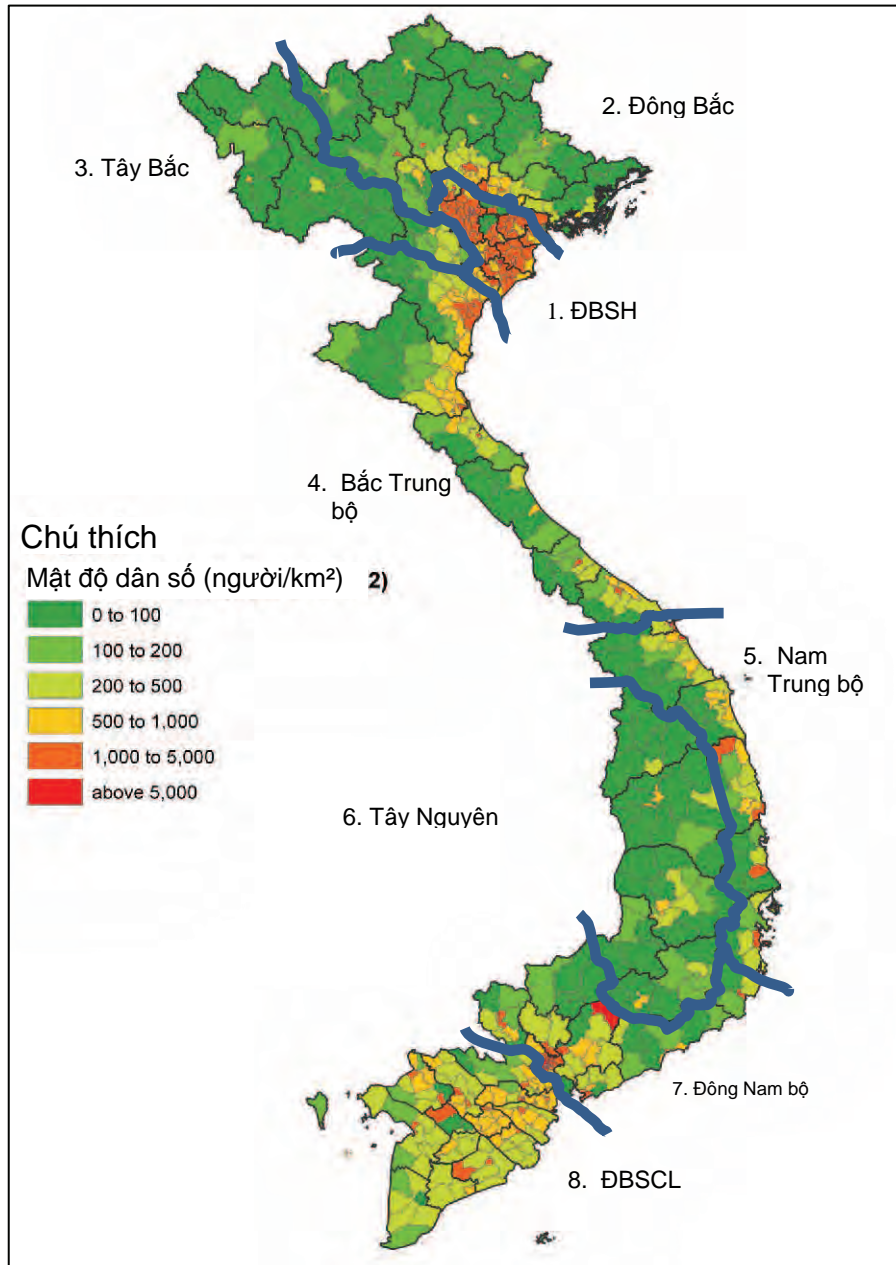 2. Đông Bắc
3. Tây Bắc
1. ĐBSH
4. Bắc Trung
bộ
Chú thích
Mật độ dân số (người/km²) 2)
0 to 100
100 to 200
200 to 500
500 to 1,000
1,000 to 5,000
above 5,000
5. Nam
Trung bộ
6. Tây Nguyên
7. Đông Nam bộ
8. ĐBSCL